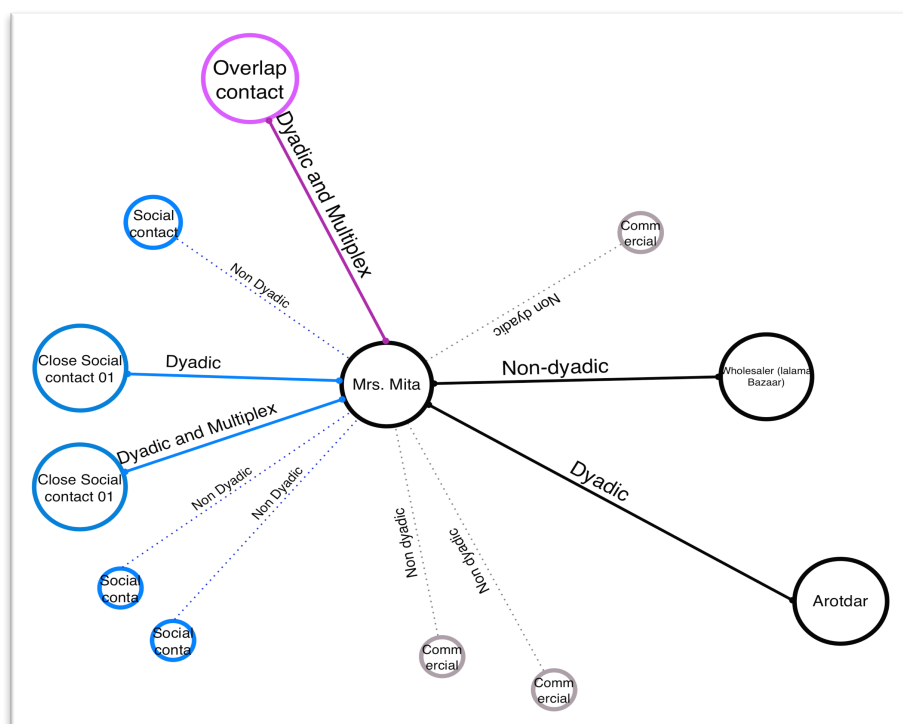 Overlap
contact
Dyadic and Multiplex
Social
contact
Comm
ercial
Non Dyadic
Non dyadic
Close Social
contact 01
Dyadic
Mrs. Mita
Non-dyadic
Wholesaler (lalama
Bazaar)
Dyadic and Multiplex
Close Social
contact 01
Non Dyadic
Non Dyadic
Dyadic
Non dyadic
Non dyadic
Social
conta
Arotdar
Social
conta
Comm
ercial
Comm
ercial